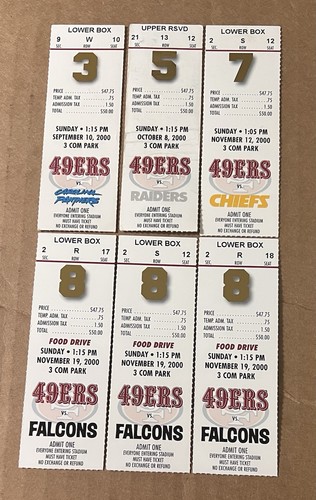 LOWER BOX
9 W 10
SEC. ROW SEAT
3
PRICE $47.75
TEMP. ADM. TAX .75
ADMISSION TAX 1.50
TOTAL $50.00
SUNDAY • 1:15 PM
SEPTEMBER 10, 2000
3 COM PARK
49ERS
VS.
CAROLINA
PANTHERS
ADMIT ONE
EVERYONE ENTERING STADIUM
MUST HAVE TICKET
NO EXCHANGE OR REFUND
UPPER RSVD
21 13 12
SEC. ROW SEAT
5
PRICE $47.75
TEMP. ADM. TAX .75
ADMISSION TAX 1.50
TOTAL $50.00
SUNDAY • 1:15 PM
OCTOBER 8, 2000
3 COM PARK
49ERS
VS.
RAIDERS
ADMIT ONE
EVERYONE ENTERING STADIUM
MUST HAVE TICKET
NO EXCHANGE OR REFUND
LOWER BOX
2 S 12
SEC. ROW SEAT
7
PRICE $47.75
TEMP. ADM. TAX .75
ADMISSION TAX 1.50
TOTAL $50.00
SUNDAY • 1:05 PM
NOVEMBER 12, 2000
3 COM PARK
49ERS
VS.
CHIEFS
ADMIT ONE
EVERYONE ENTERING STADIUM
MUST HAVE TICKET
NO EXCHANGE OR REFUND
LOWER BOX
2 R 17
SEC. ROW SEAT
8
PRICE $47.75
TEMP. ADM. TAX .75
ADMISSION TAX 1.50
TOTAL $50.00
FOOD DRIVE
SUNDAY • 1:15 PM
NOVEMBER 19, 2000
3 COM PARK
49ERS
VS.
FALCONS
ADMIT ONE
EVERYONE ENTERING STADIUM
MUST HAVE TICKET
NO EXCHANGE OR REFUND
LOWER BOX
2 S 12
SEC. ROW SEAT
8
PRICE $47.75
TEMP. ADM. TAX .75
ADMISSION TAX 1.50
TOTAL $50.00
FOOD DRIVE
SUNDAY • 1:15 PM
NOVEMBER 19, 2000
3 COM PARK
49ERS
VS.
FALCONS
ADMIT ONE
EVERYONE ENTERING STADIUM
MUST HAVE TICKET
NO EXCHANGE OR REFUND
LOWER BOX
2 R 18
SEC. ROW SEAT
8
PRICE $47.75
TEMP. ADM. TAX .75
ADMISSION TAX 1.50
TOTAL $50.00
FOOD DRIVE
SUNDAY • 1:15 PM
NOVEMBER 19, 2000
3 COM PARK
49ERS
VS.
FALCONS
ADMIT ONE
EVERYONE ENTERING STADIUM
MUST HAVE TICKET
NO EXCHANGE OR REFUND